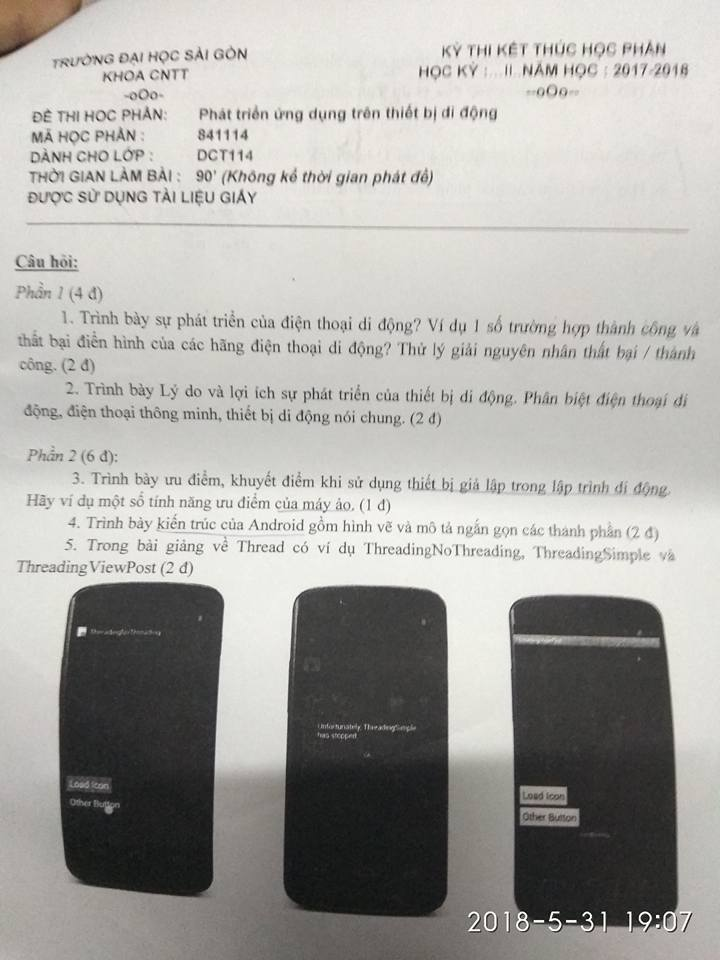 TRƯỜNG ĐẠI HỌC SÀI GÒN
KHOA CNTT
-oOo-
KỲ THI KẾT THÚC HỌC PHẦN
HỌC KỲ :...II..NĂM HỌC : 2017-2018
--oOo--
ĐỀ THI HỌC PHẦN: Phát triển ứng dụng trên thiết bị di động
MÃ HỌC PHẦN : 841114
DÀNH CHO LỚP : DCT114
THỜI GIAN LÀM BÀI : 90' (Không kể thời gian phát đề)
ĐƯỢC SỬ DỤNG TÀI LIỆU GIẤY
Câu hỏi:
Phần 1 (4 đ)
1. Trình bày sự phát triển của điện thoại di động? Ví dụ 1 số trường hợp thành công và
thất bại điển hình của các hãng điện thoại di động? Thử lý giải nguyên nhân thất bại / thành
công. (2 đ)
2. Trình bày Lý do và lợi ích sự phát triển của thiết bị di động. Phân biệt điện thoại di
động, điện thoại thông minh, thiết bị di động nói chung. (2 đ)
Phần 2 (6 đ):
3. Trình bày ưu điểm, khuyết điểm khi sử dụng thiết bị giả lập trong lập trình di động.
Hãy ví dụ một số tính năng ưu điểm của máy ảo. (1 đ)
4. Trình bày kiến trúc của Android gồm hình vẽ và mô tả ngắn gọn các thành phần (2 đ)
5. Trong bài giảng về Thread có ví dụ ThreadingNoThreading, ThreadingSimple và
ThreadingViewPost (2 đ)
ThreadingNoThreading
Load Icon
Other Button
Unfortunately, ThreadingSimple
has stopped.
Load Icon
Other Button
2018-5-31 19:07